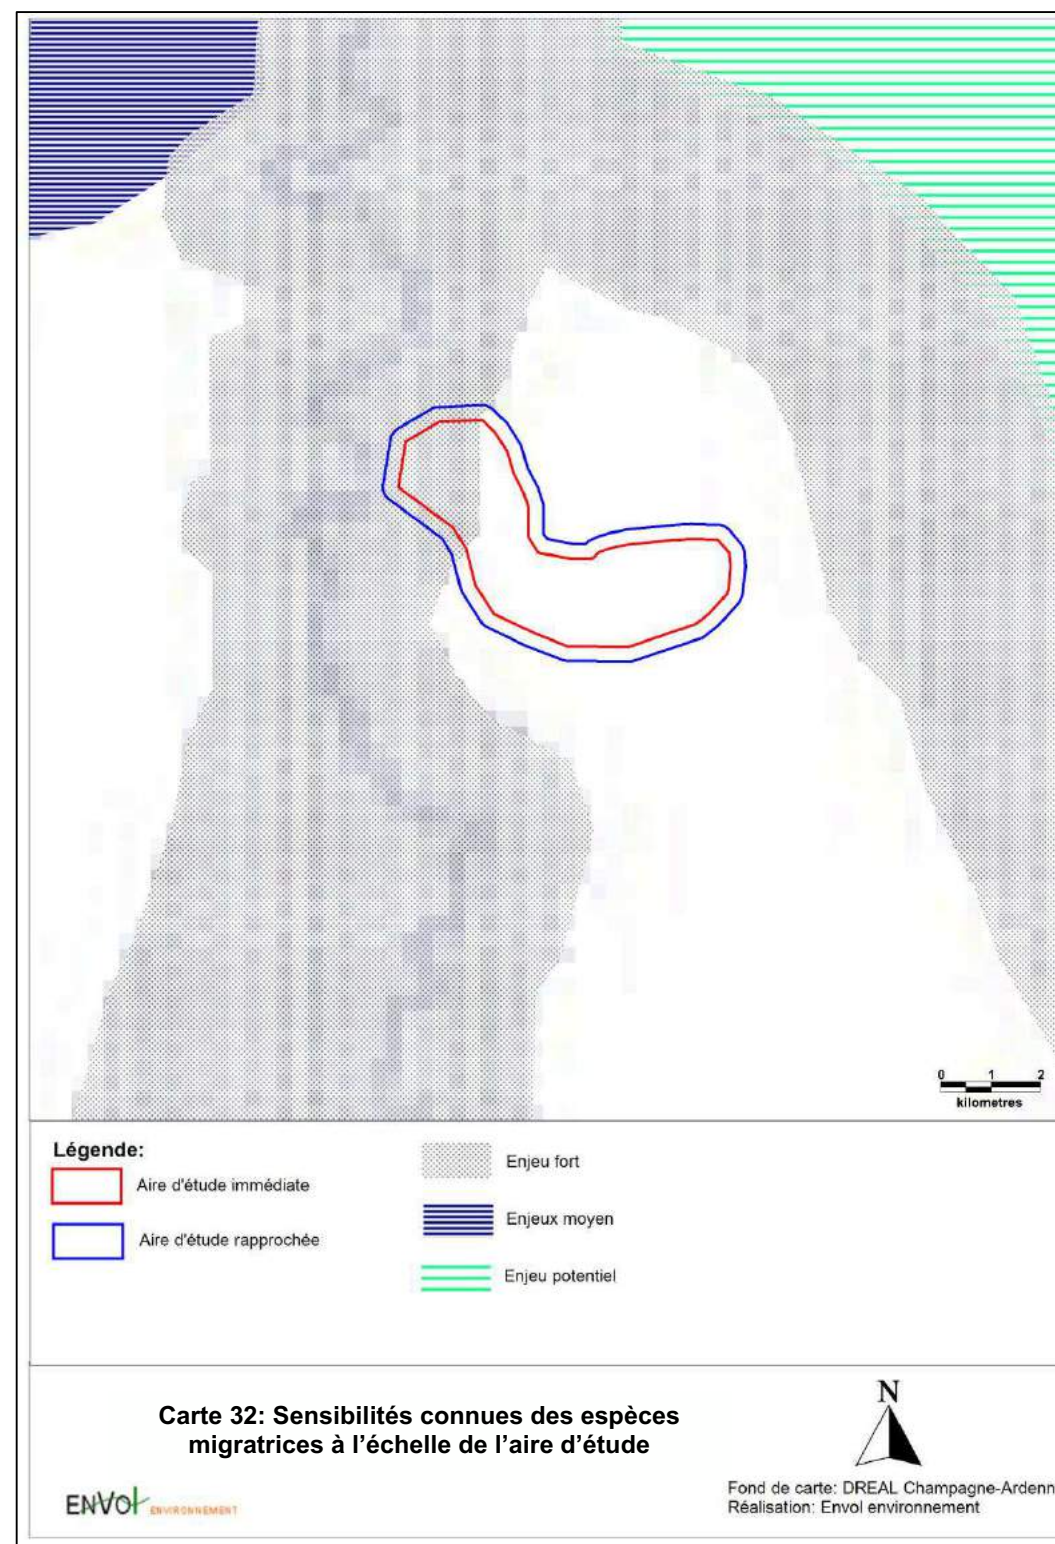 0 1 2
kilometres
Légende:
Aire d'étude immédiate
Aire d'étude rapprochée
Enjeu fort
Enjeux moyen
Enjeu potentiel
Carte 32: Sensibilités connues des espèces
migratrices à l'échelle de l'aire d'étude
N
ENVOL ENVIRONNEMENT
Fond de carte: DREAL Champagne-Ardenn
Réalisation: Envol environnement